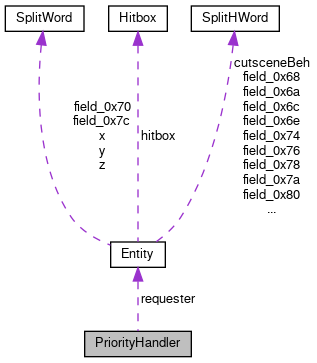 SplitWord
Hitbox
SplitHWord
field_0x70
field_0x7c
x
y
z
hitbox
cutsceneBeh
field_0x68
field_0x6a
field_0x6c
field_0x6e
field_0x74
field_0x76
field_0x78
field_0x7a
field_0x80
...
Entity
requester
PriorityHandler